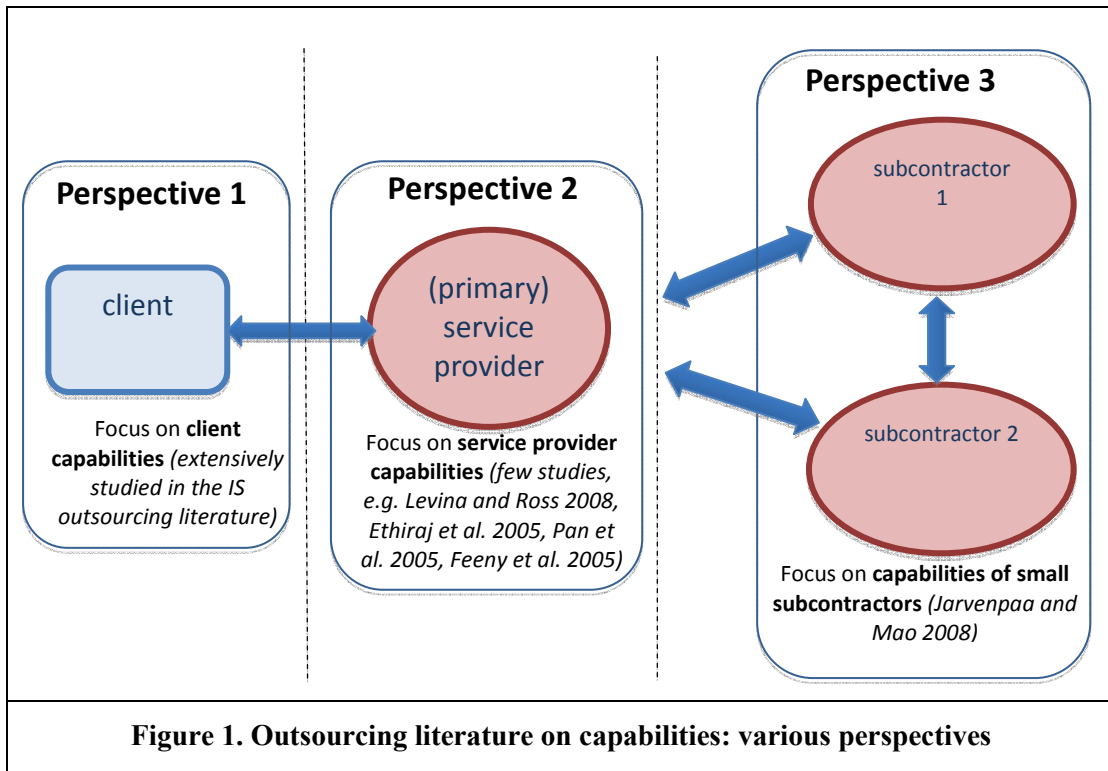 Perspective 1
client
Focus on client
capabilities (extensively
studied in the IS
outsourcing literature)
Perspective 2
(primary)
service
provider
Focus on service provider
capabilities (few studies,
e.g. Levina and Ross 2008,
Ethiraj et al. 2005, Pan et
al. 2005, Feeny et al. 2005)
Perspective 3
subcontractor
1
subcontractor 2
Focus on capabilities of small
subcontractors (Jarvenpaa and
Mao 2008)
Figure 1. Outsourcing literature on capabilities: various perspectives